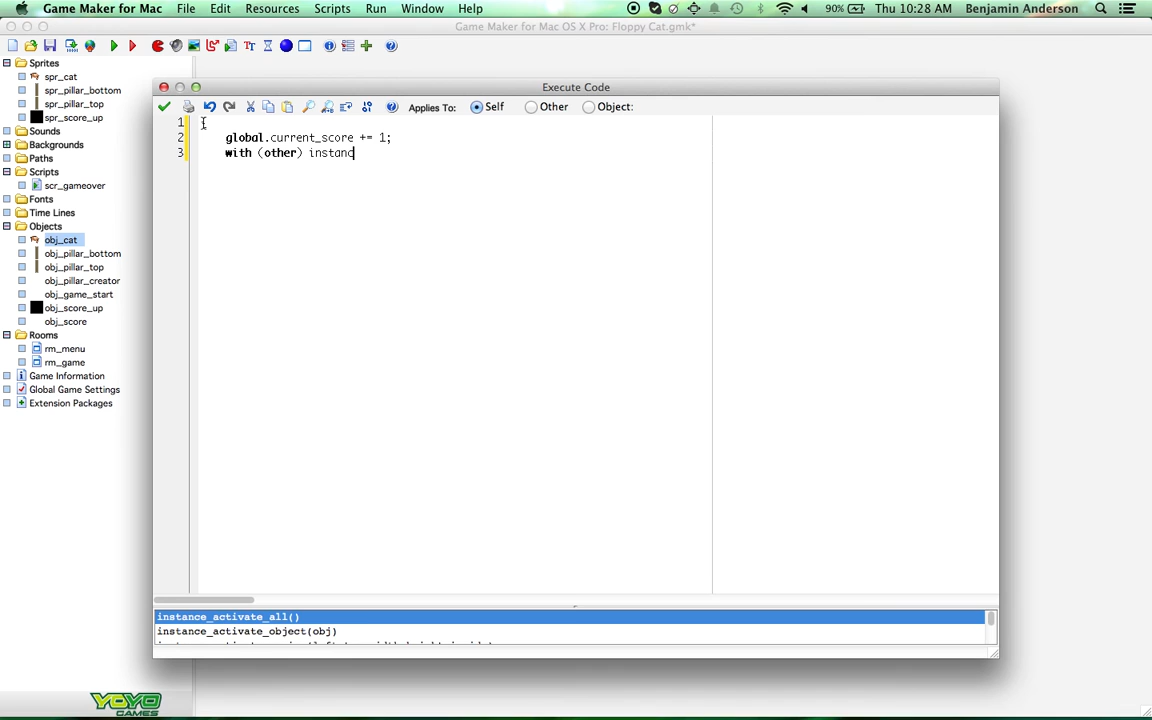 Game Maker for Mac File Edit Resources Scripts Run Window Help 90% Thu 10:28 AM Benjamin Anderson
Game Maker for Mac OS X Pro: Floppy Cat.gmk*
Sprites
spr_cat
spr_pillar_bottom
spr_pillar_top
spr_score_up
Sounds
Backgrounds
Paths
Scripts
scr_gameover
Fonts
Time Lines
Objects
obj_cat
obj_pillar_bottom
obj_pillar_top
obj_pillar_creator
obj_game_start
obj_score_up
obj_score
Rooms
rm_menu
rm_game
Game Information
Global Game Settings
Extension Packages
Execute Code
Applies To: Self Other Object:
1
2 global.current_score += 1;
3 with (other) instanc
instance_activate_all()
instance_activate_object(obj)
YOYO
GAMES